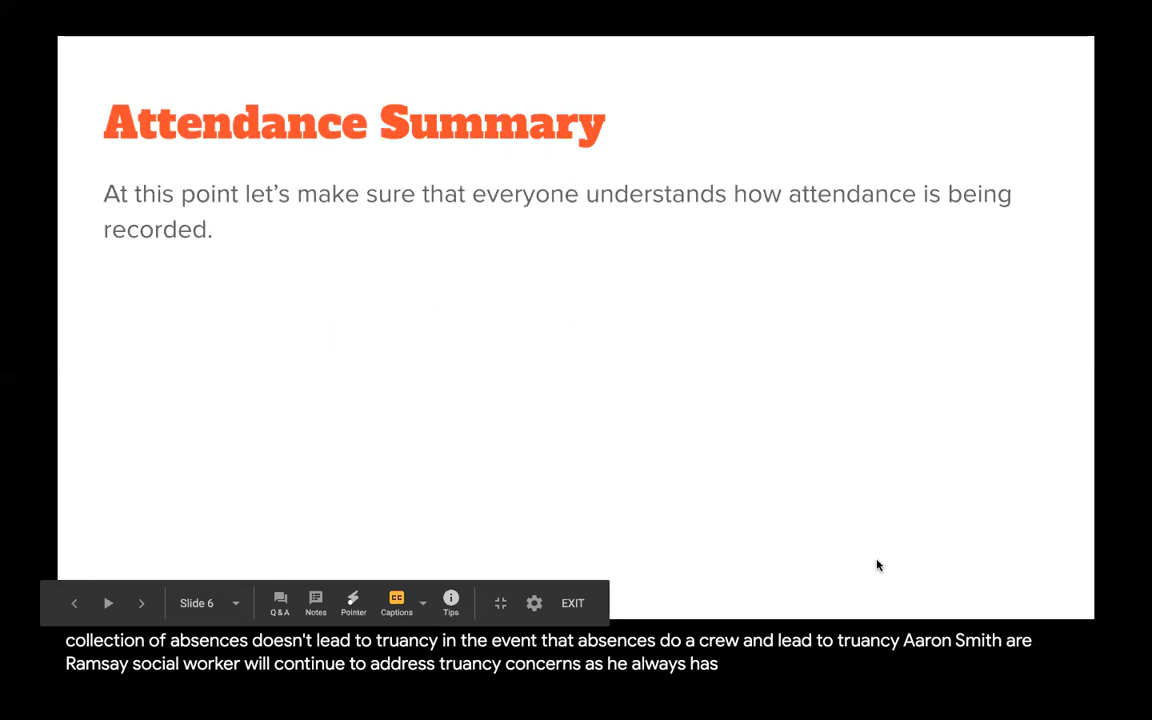 Attendance Summary
At this point let's make sure that everyone understands how attendance is being
recorded.
Slide 6
Q & A
Notes
Pointer
Captions
Tips
EXIT
collection of absences doesn't lead to truancy in the event that absences do a crew and lead to truancy Aaron Smith are
Ramsay social worker will continue to address truancy concerns as he always has